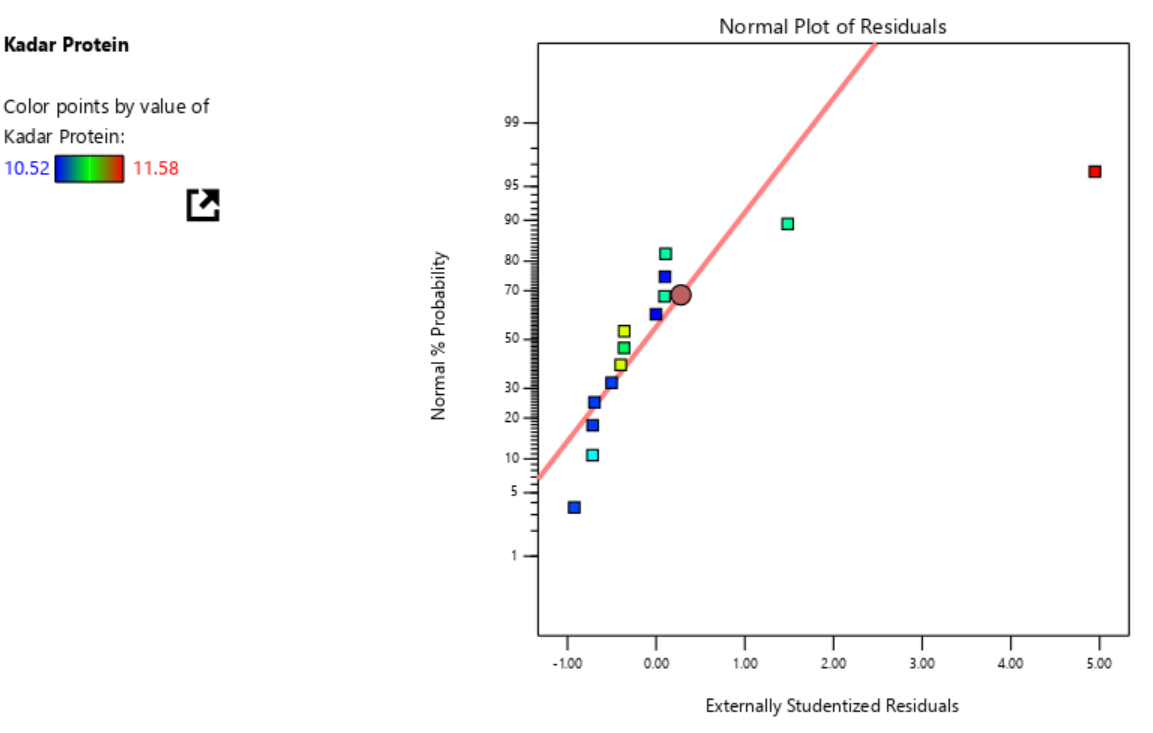 Kadar Protein
Color points by value of
Kadar Protein:
10.52 11.58
Normal Plot of Residuals
Normal % Probability
99
95
90
80
70
50
30
20
10
5
1
-1.00 0.00 1.00 2.00 3.00 4.00 5.00
Externally Studentized Residuals